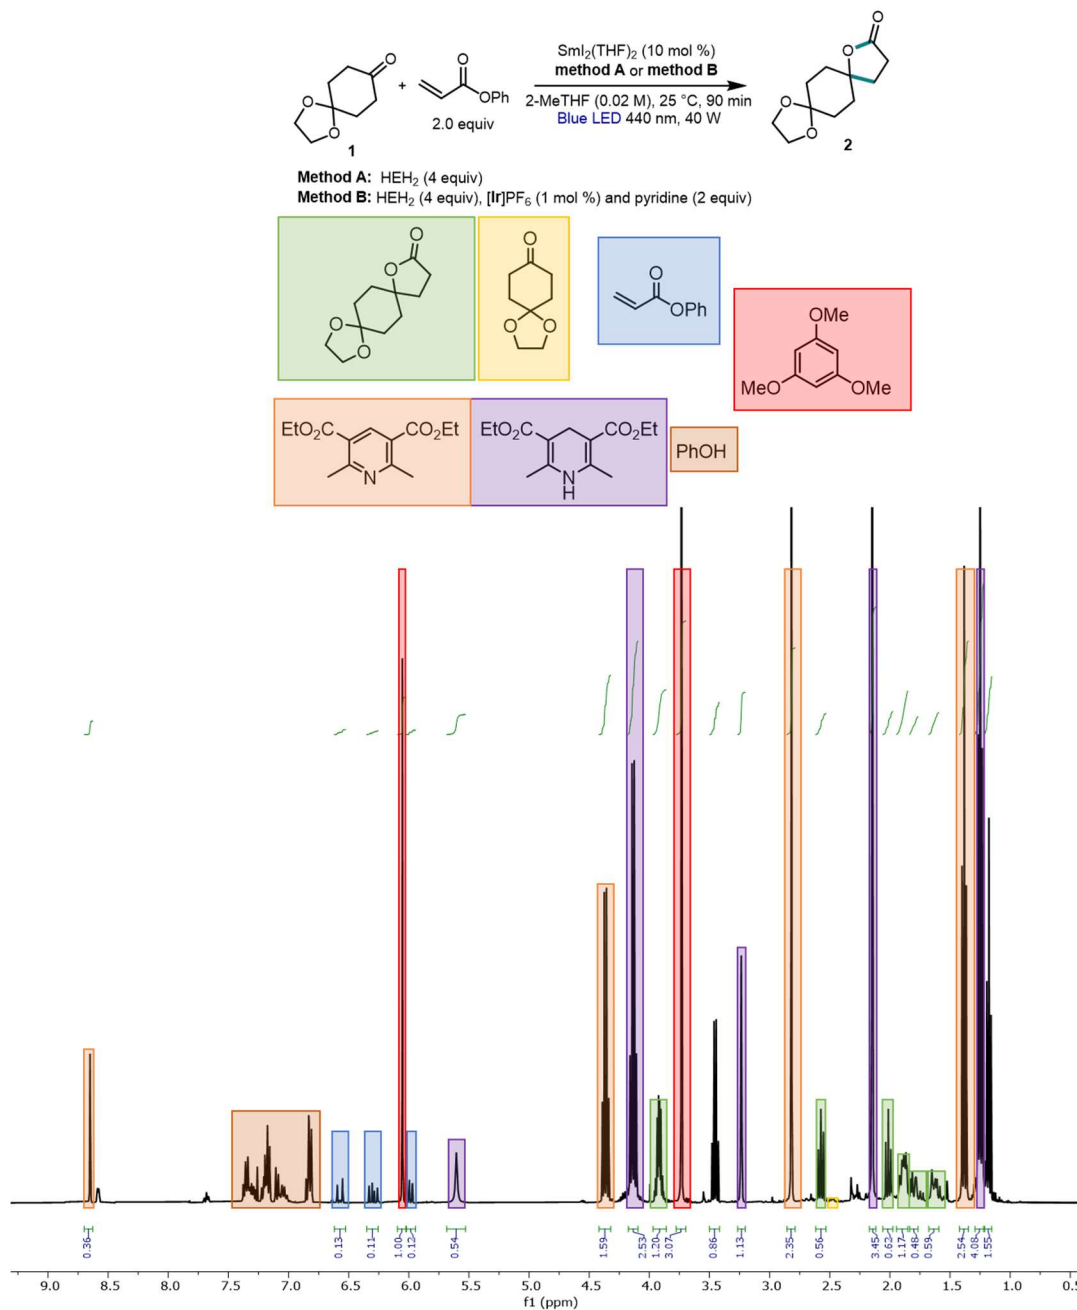 O
O
O
1
+
O
OPh
2.0 equiv
SmI2(THF)2 (10 mol %)
method A or method B
2-MeTHF (0.02 M), 25 °C, 90 min
Blue LED 440 nm, 40 W
O
O
O
O
2
Method A: HEH2 (4 equiv)
Method B: HEH2 (4 equiv), [Ir]PF6 (1 mol %) and pyridine (2 equiv)
O
O
O
O
O
O
O
O
OPh
OMe
MeO
OMe
EtO2C
CO2Et
N
EtO2C
CO2Et
N
H
PhOH
0.36
0.13
0.11
1.00
0.12
0.54
1.59
2.53
1.20
3.07
0.86
1.13
2.35
0.56
3.45
0.62
1.17
0.48
0.59
2.54
4.08
1.55
9.0 8.5 8.0 7.5 7.0 6.5 6.0 5.5 5.0 4.5 4.0 3.5 3.0 2.5 2.0 1.5 1.0 0.5
f1 (ppm)